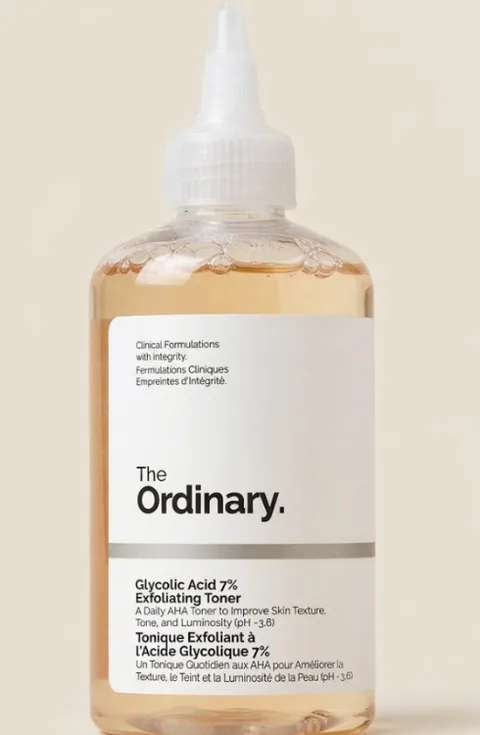 Clinical Formulations
with integrity.
Formulations Cliniques
Empreintes d'Intégrité.
The
Ordinary.
Glycolic Acid 7%
Exfoliating Toner
A Daily AHA Toner to Improve Skin Texture,
Tone, and Luminosity (pH ~3.6)
Tonique Exfoliant à
l'Acide Glycolique 7%
Un Tonique Quotidien aux AHA pour Améliorer la
Texture, le Teint et la Luminosité de la Peau (pH ~3.6)